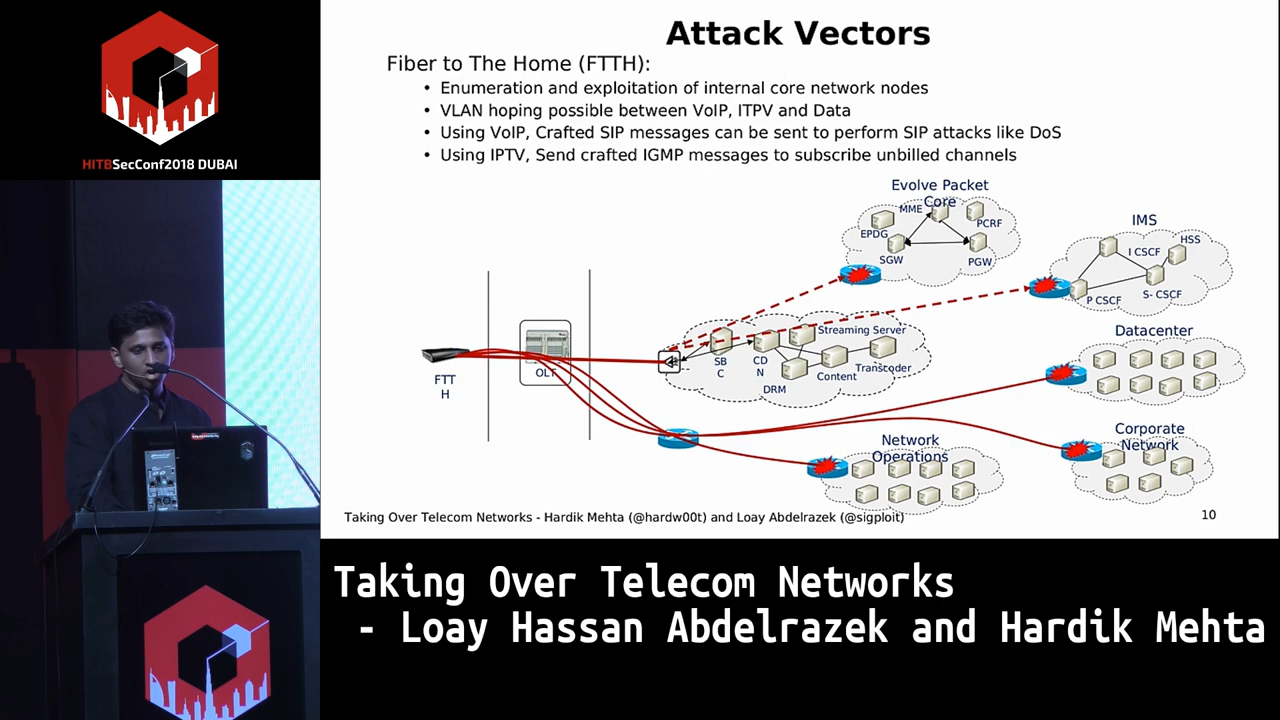 HITBSecConf2018 DUBAI
Attack Vectors
Fiber to The Home (FTTH):
• Enumeration and exploitation of internal core network nodes
• VLAN hoping possible between VoIP, ITPV and Data
• Using VoIP, Crafted SIP messages can be sent to perform SIP attacks like DoS
• Using IPTV, Send crafted IGMP messages to subscribe unbilled channels
Evolve Packet
Core
MME
PCRF
EPDG
SGW
PGW
IMS
I CSCF
HSS
P CSCF
S- CSCF
FTT
H
OLT
SB
C
CD
N
Streaming Server
DRM
Content
Transcoder
Datacenter
Network
Operations
Corporate
Network
Taking Over Telecom Networks - Hardik Mehta (@hardw00t) and Loay Abdelrazek (@sigploit)
10
Taking Over Telecom Networks
- Loay Hassan Abdelrazek and Hardik Mehta